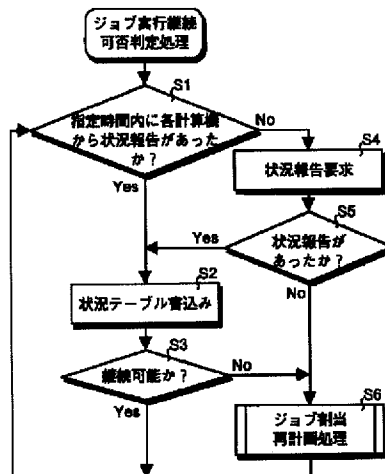 ジョブ実行継続
可否判定処理
S1
指定時間内に各計算機
から状況報告があった
か?
No
Yes
S4
状況報告要求
S5
状況報告が
あったか?
Yes
No
S2
状況テーブル書込み
S3
継続可能か?
No
Yes
S6
ジョブ割当
再計画処理